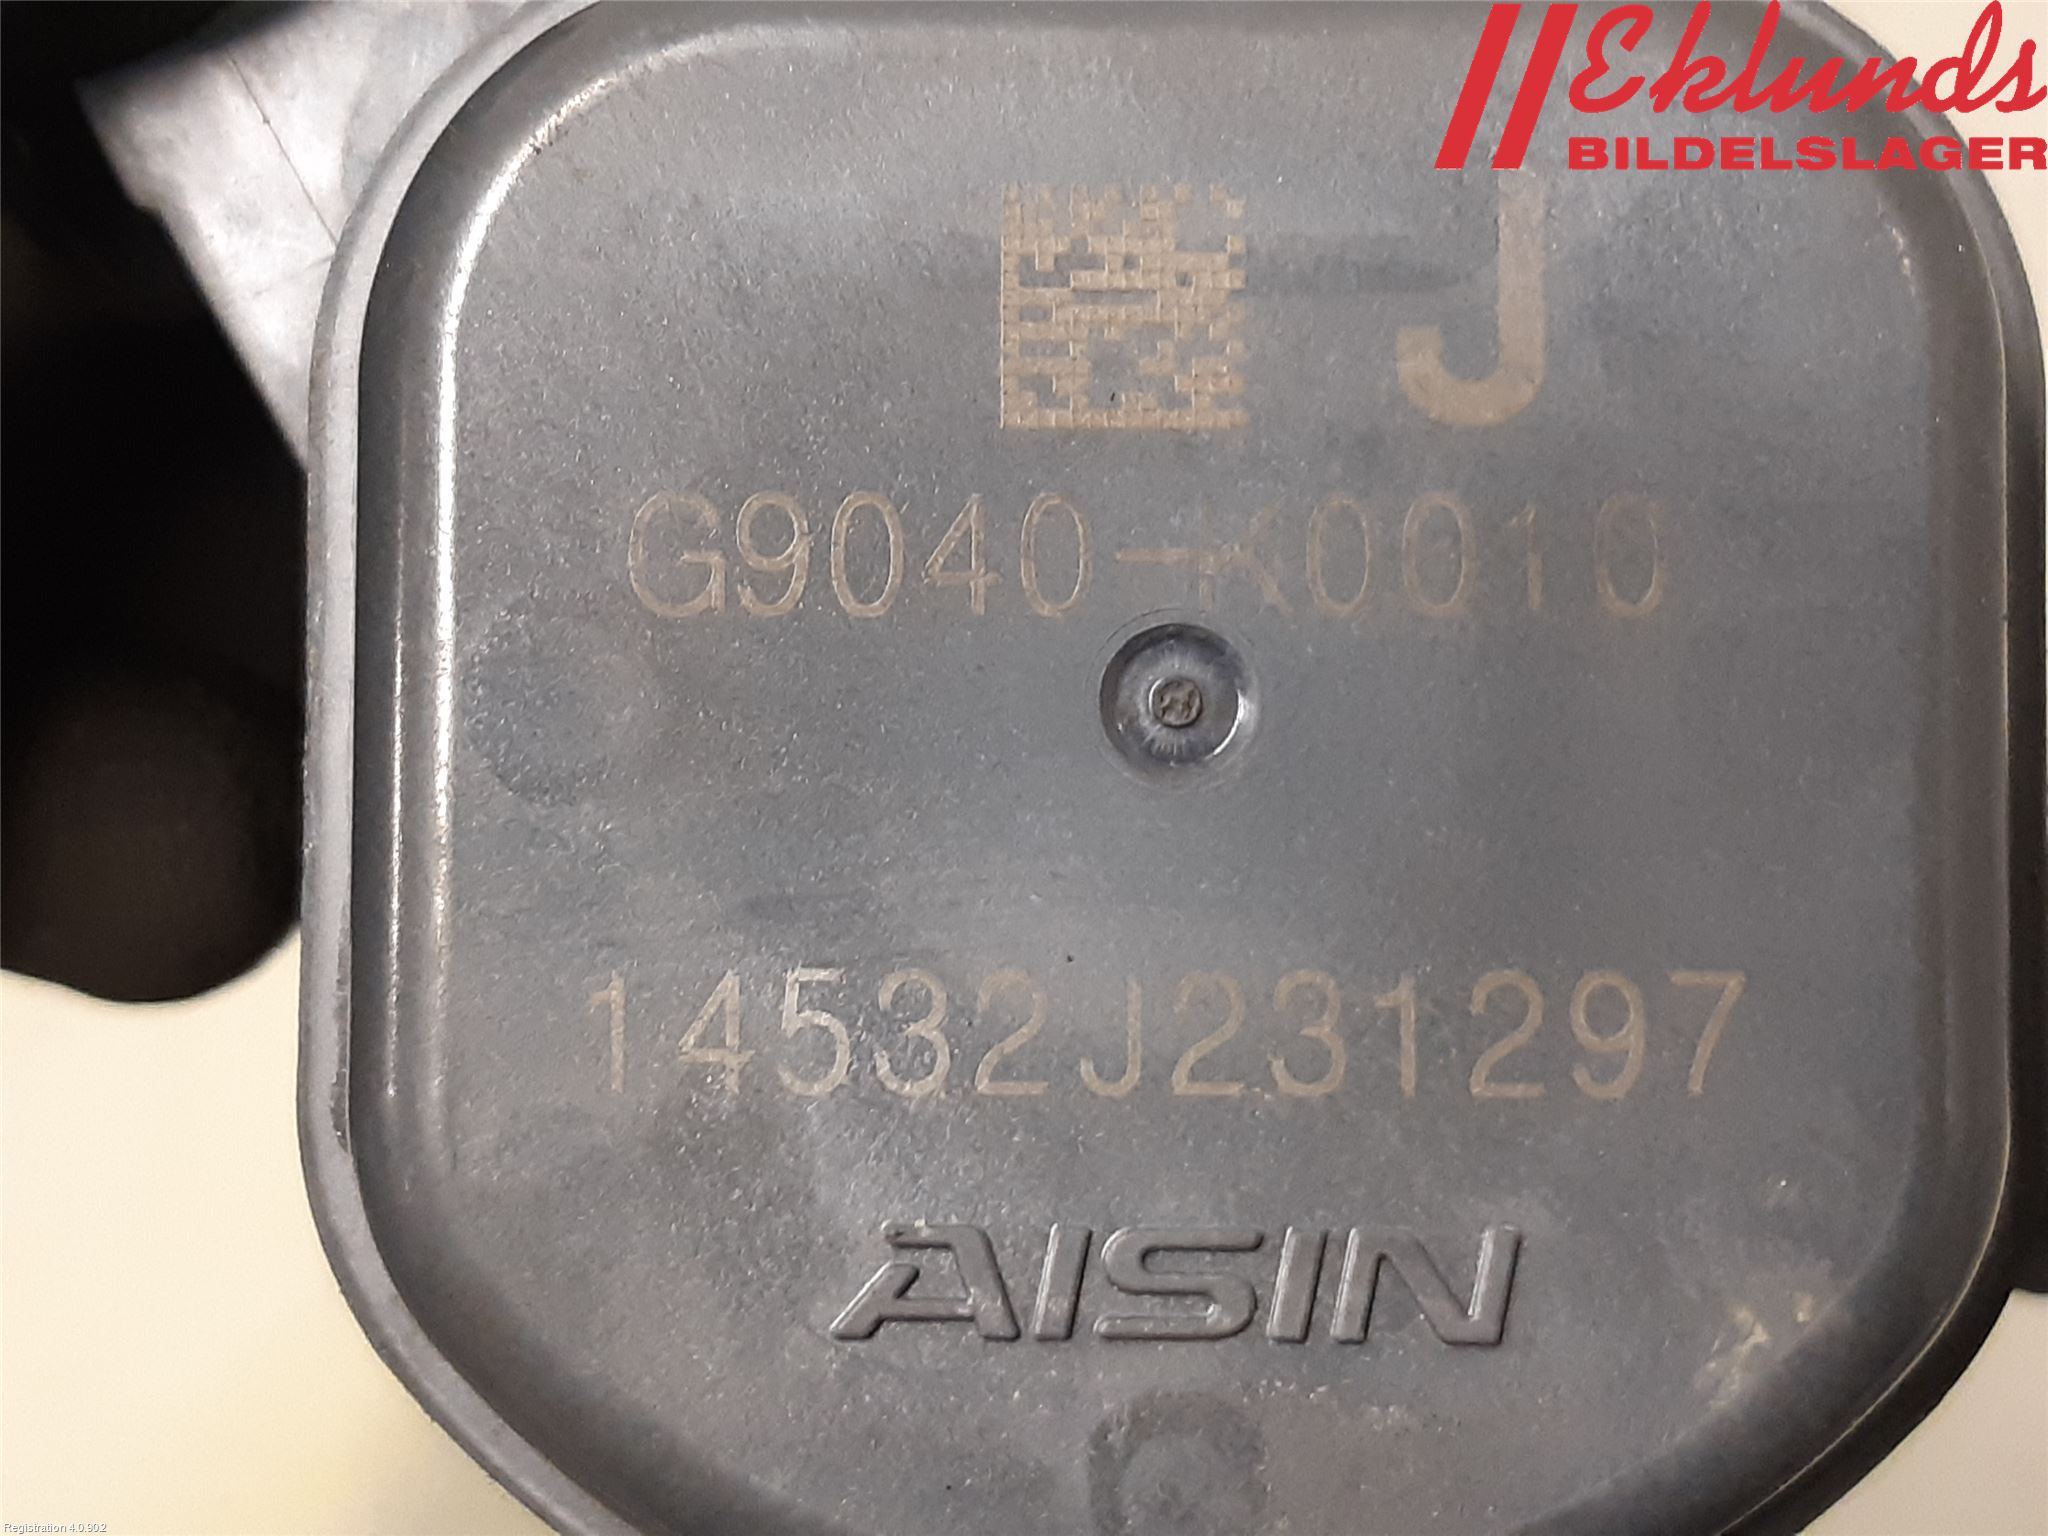 Eklunds
BILDELSLAGER
J
G9040-K0010
14532J231297
AISIN
Registration 4.0.902